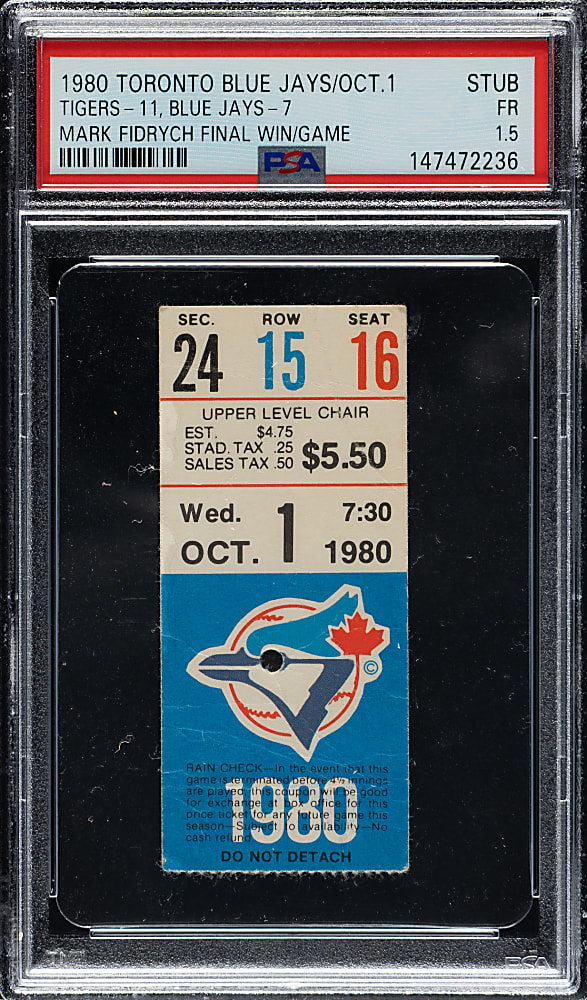 1980 TORONTO BLUE JAYS/OCT.1 STUB
TIGERS-11, BLUE JAYS-7 FR
MARK FIDRYCH FINAL WIN/GAME 1.5
PSA 147472236
SEC. ROW SEAT
24 15 16
UPPER LEVEL CHAIR
EST. $4.75
STAD. TAX .25
SALES TAX .50 $5.50
Wed. 1 7:30
OCT. 1980
©
RAIN CHECK—In the event that this
game is terminated before 4½ innings
are played this coupon will be good
for exchange at box office for this
price ticket for any future game this
season—Subject to availability—No
cash refund
1980
DO NOT DETACH
PSA